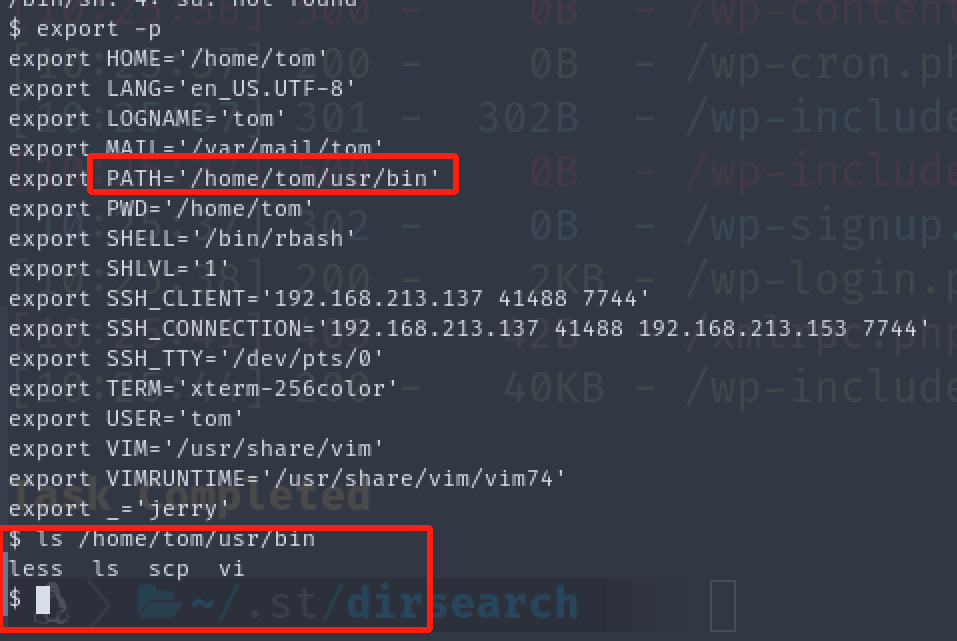 /bin/sh: 4: su: not found
$ export -p
export HOME='/home/tom'
export LANG='en_US.UTF-8'
export LOGNAME='tom'
export MAIL='/var/mail/tom'
export PATH='/home/tom/usr/bin'
export PWD='/home/tom'
export SHELL='/bin/rbash'
export SHLVL='1'
export SSH_CLIENT='192.168.213.137 41488 7744'
export SSH_CONNECTION='192.168.213.137 41488 192.168.213.153 7744'
export SSH_TTY='/dev/pts/0'
export TERM='xterm-256color'
export USER='tom'
export VIM='/usr/share/vim'
export VIMRUNTIME='/usr/share/vim/vim74'
export _='jerry'
$ ls /home/tom/usr/bin
less ls scp vi
$
0B - /wp-content
200 - 0B - /wp-cron.ph
301 - 302B - /wp-include
0B - /wp-include
302 - 0B - /wp-signup.
200 - 2KB - /wp-login.p
42B - /xmlrpc.php
40KB - /wp-include
Task Completed
~/.st/dirsearch